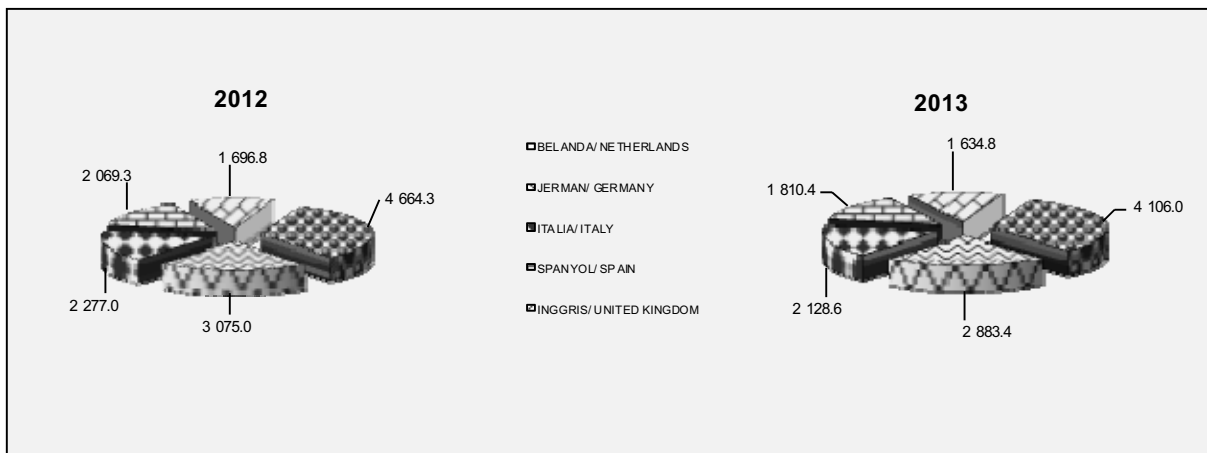 2012
1 696.8
2 069.3
4 664.3
2 277.0
3 075.0
BELANDA/ NETHERLANDS
JERMAN/ GERMANY
ITALIA/ ITALY
SPANYOL/ SPAIN
INGGRIS/ UNITED KINGDOM
2013
1 634.8
1 810.4
4 106.0
2 128.6
2 883.4